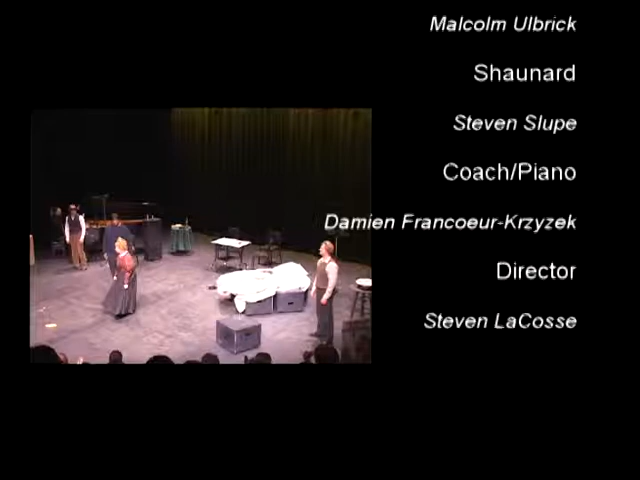 Malcolm Ulbrick
Shaunard
Steven Slupe
Coach/Piano
Damien Francoeur-Krzyzek
Director
Steven LaCosse